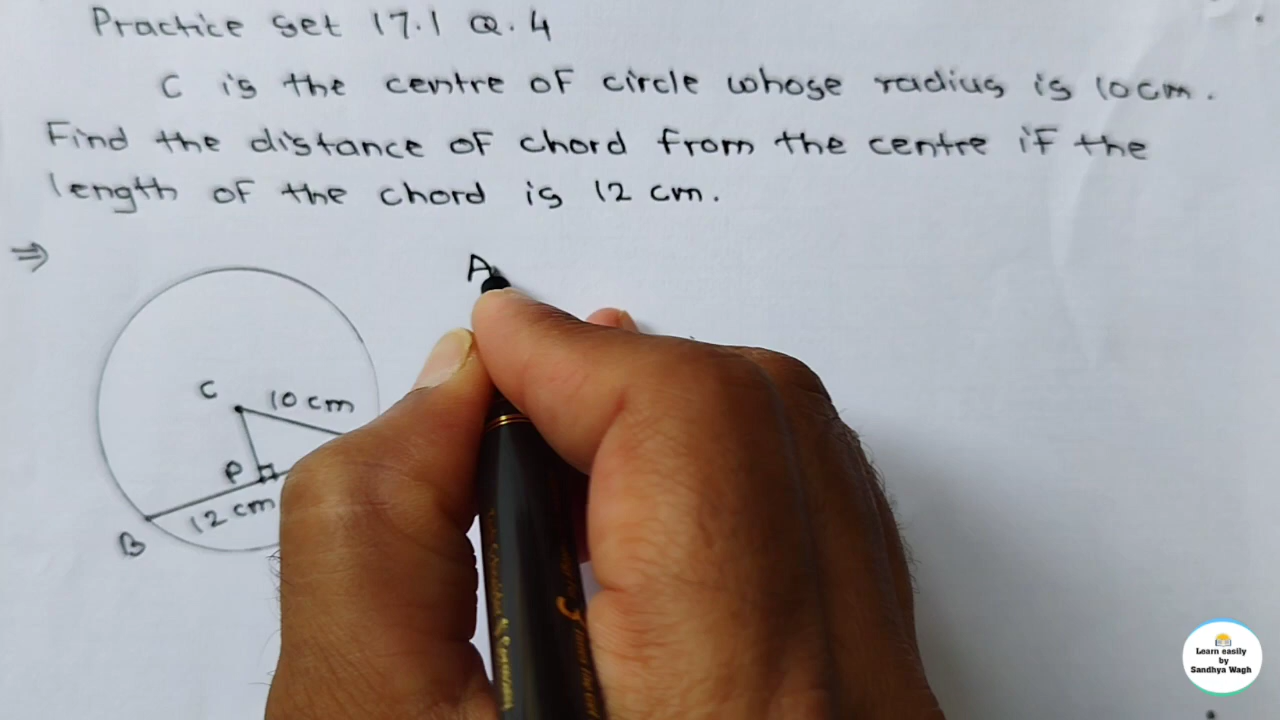 Practice set 17.1 Q.4
C is the centre of circle whose radius is 10cm.
Find the distance of chord from the centre if the
length of the chord is 12 cm.
⇒
A
C
10 cm
P
12 cm
B
Learn easily
by
Sandhya Wagh